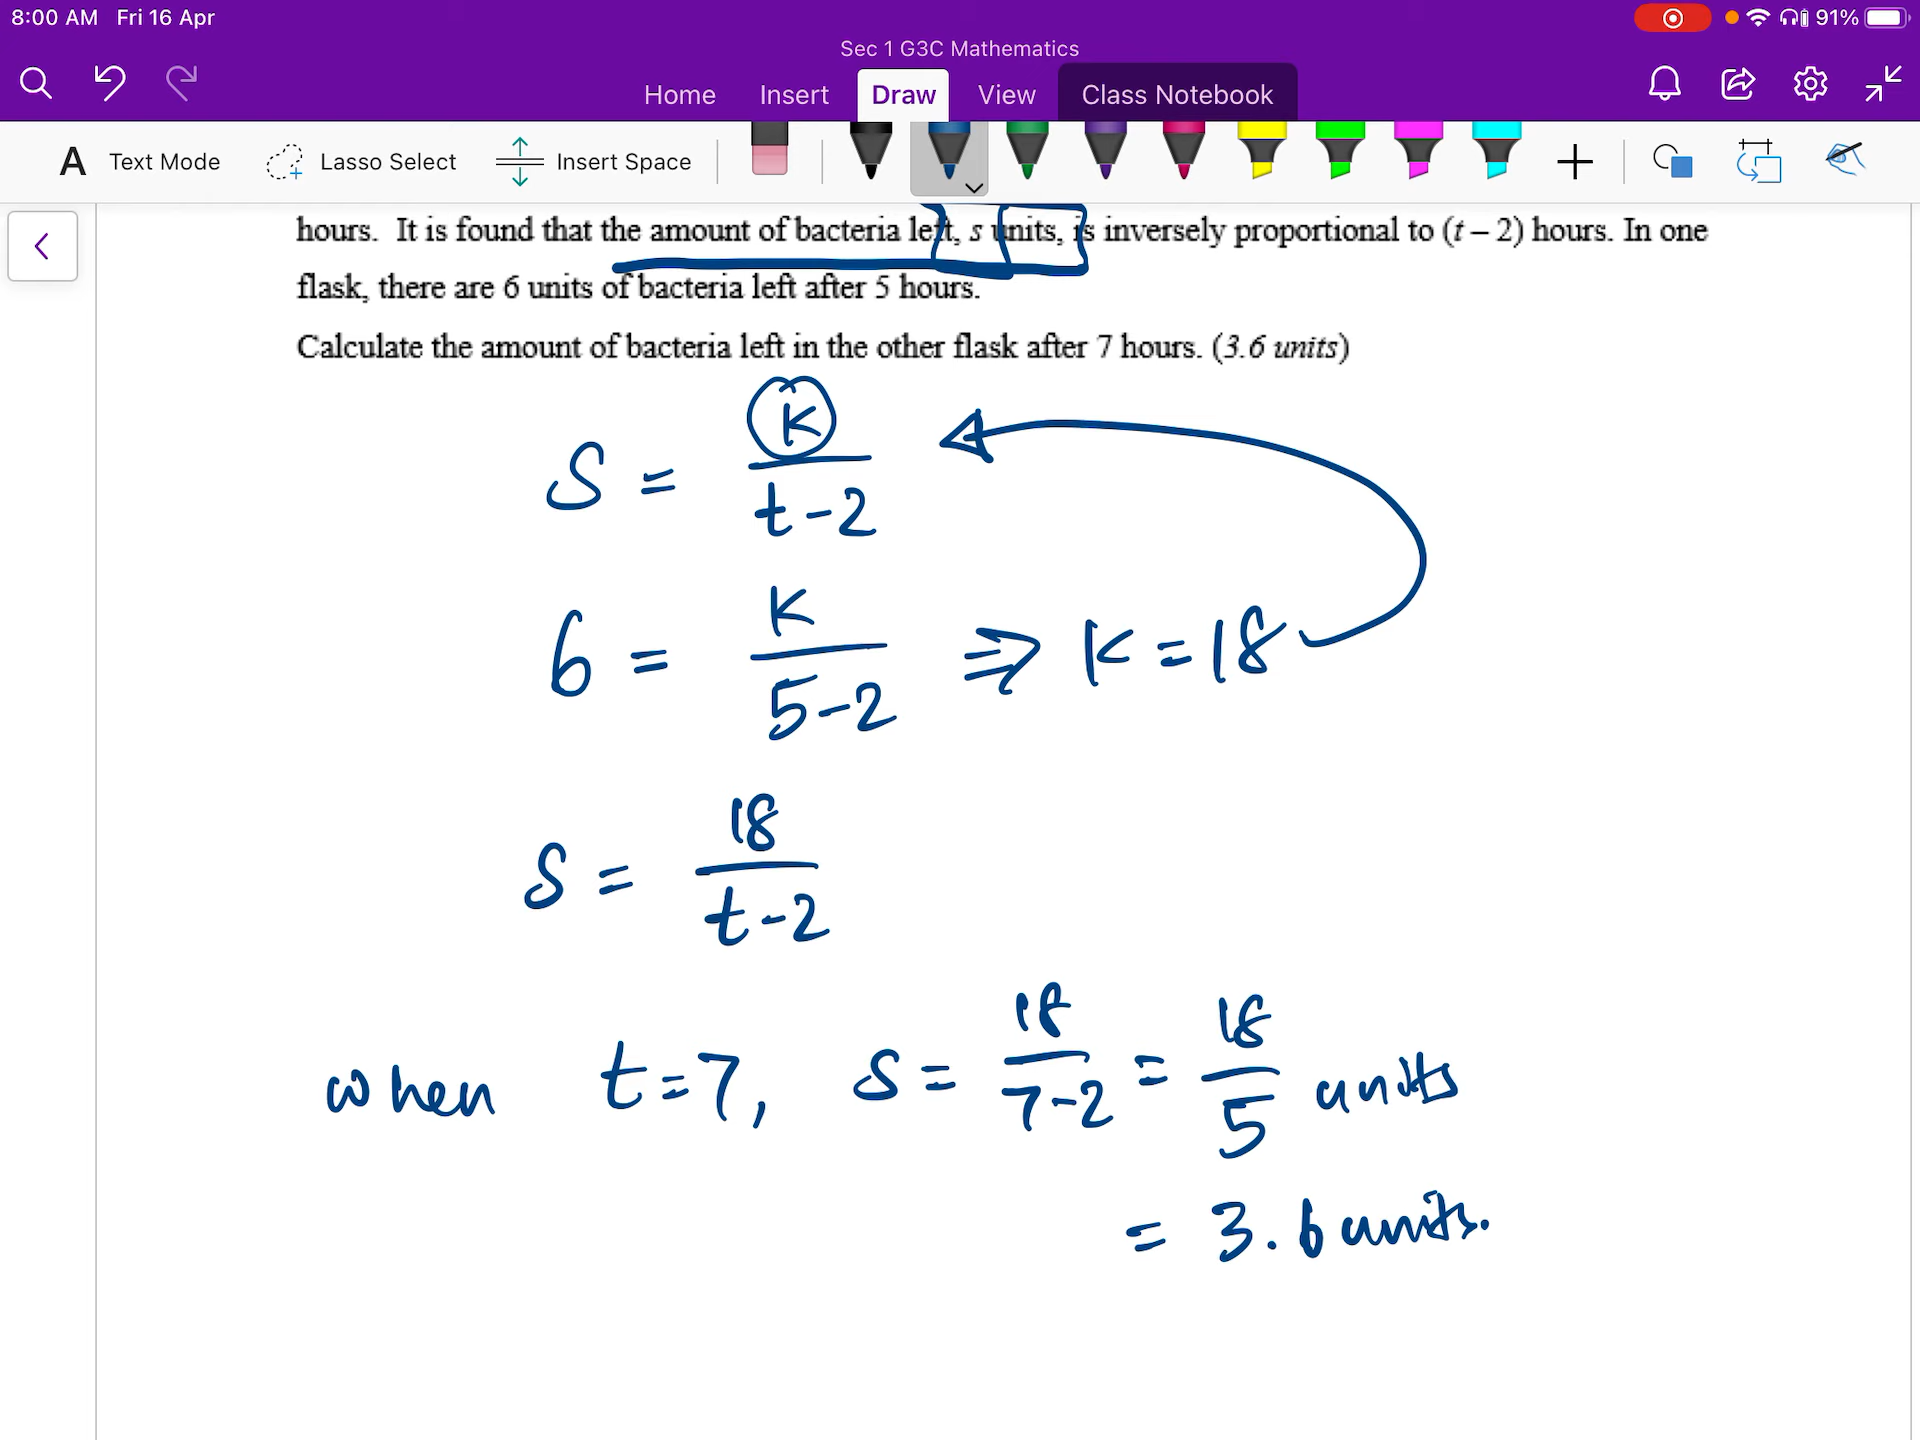 8:00 AM Fri 16 Apr 91%
Sec 1 G3C Mathematics
Home Insert Draw View Class Notebook
A Text Mode Lasso Select Insert Space
hours. It is found that the amount of bacteria left, s units, is inversely proportional to (t – 2) hours. In one
flask, there are 6 units of bacteria left after 5 hours.
Calculate the amount of bacteria left in the other flask after 7 hours. (3.6 units)
S = k / t-2
6 = k / 5-2 ⇒ k = 18
S = 18 / t-2
when t=7, s = 18 / 7-2 = 18 / 5 units
= 3.6 units.